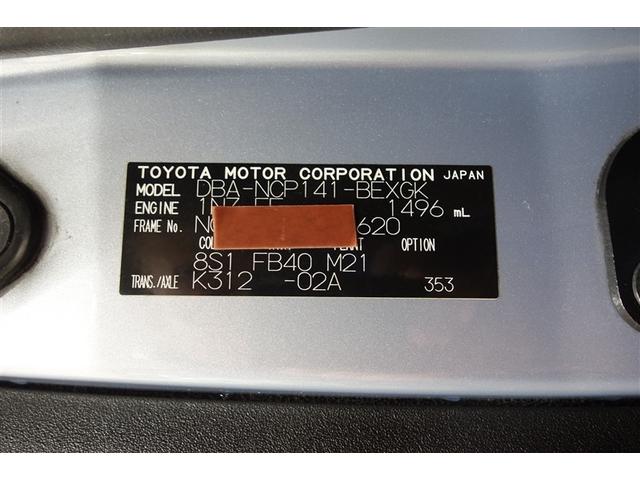 TOYOTA MOTOR CORPORATION JAPAN
MODEL DBA-NCP141-BEXGK
ENGINE 1496 mL
FRAME No. 620
OPTION
8S1 FB40 M21
TRANS./AXLE K312 -02A 353